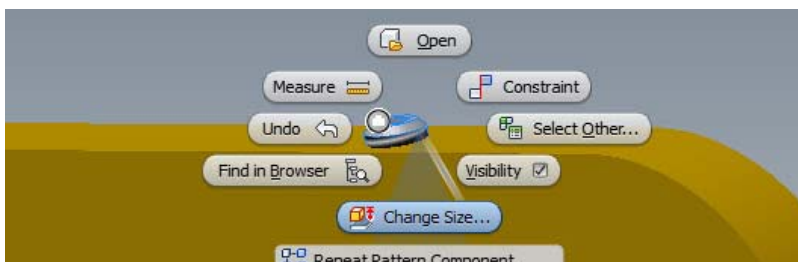 Open
Measure
Constraint
Undo
Select Other...
Find in Browser
Visibility
Change Size...
Repeat Pattern Component